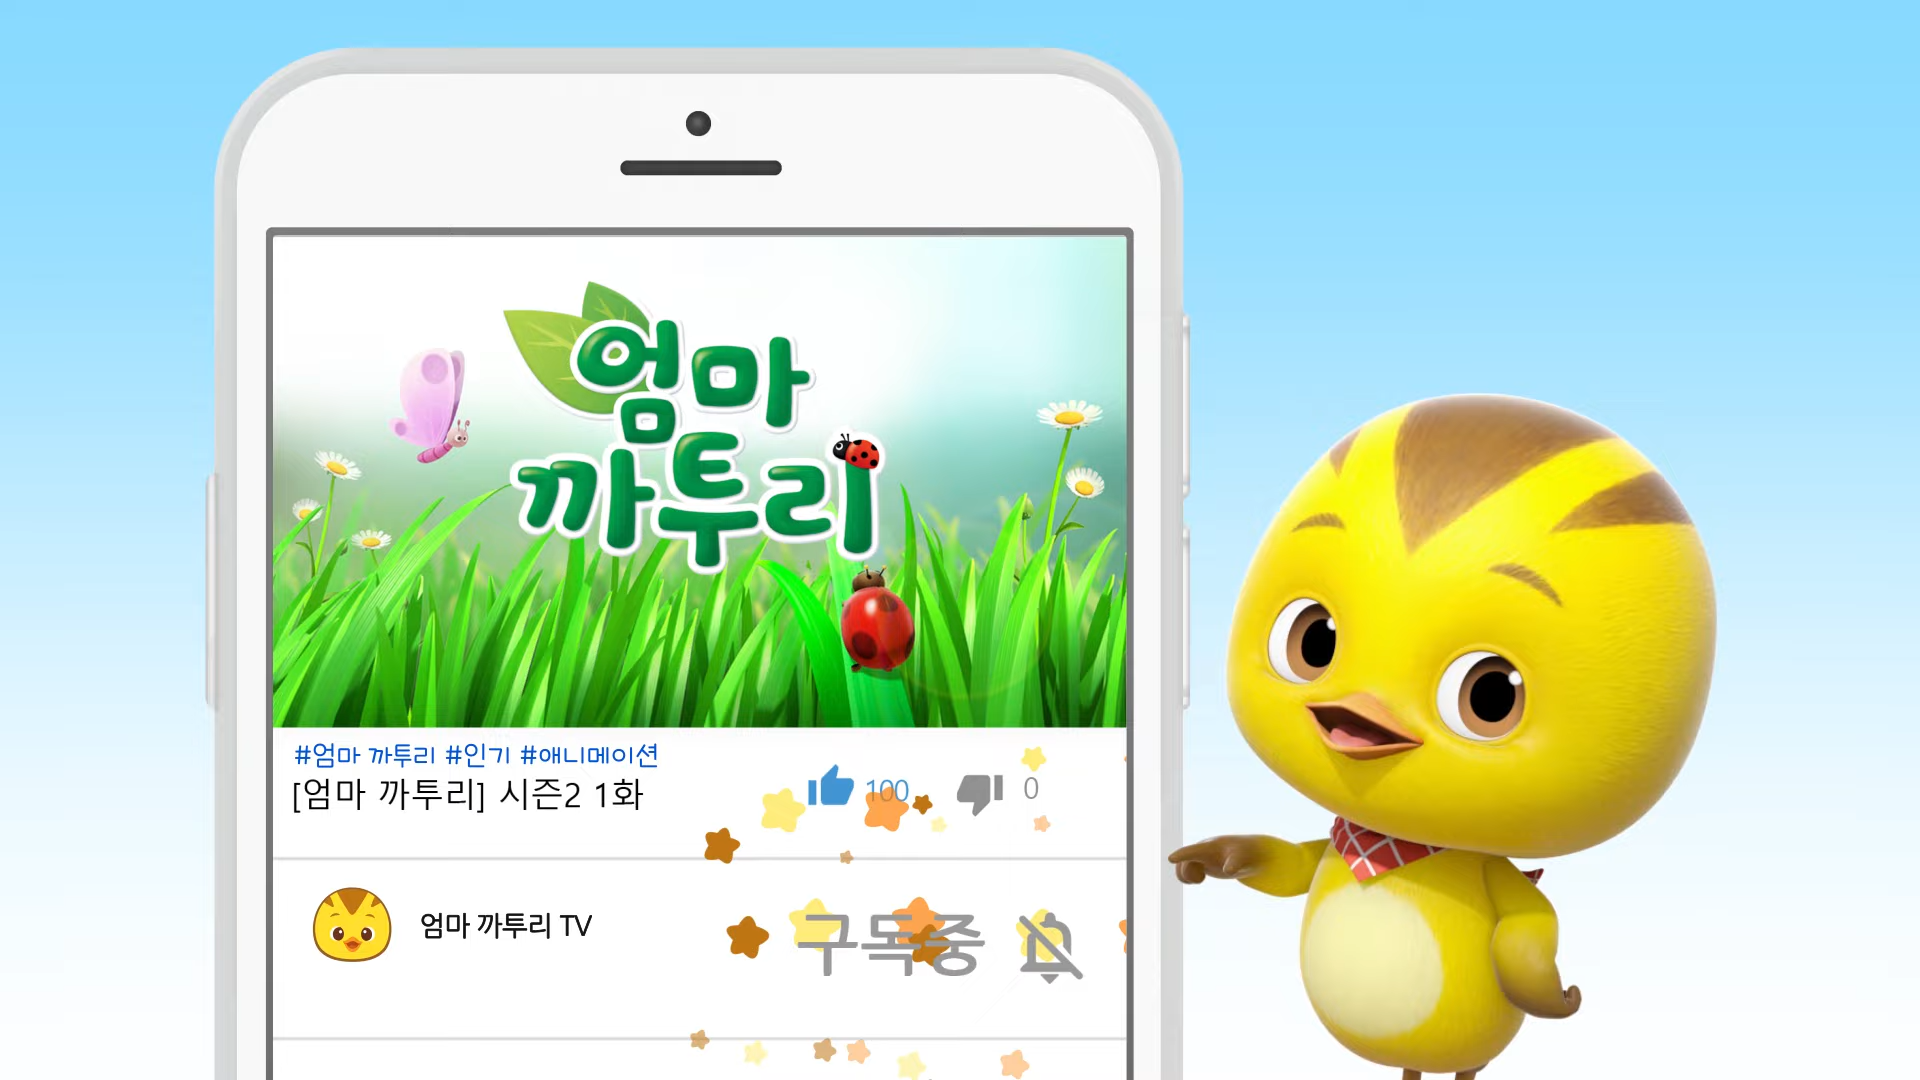 엄마
까투리
#엄마 까투리 #인기 #애니메이션
[엄마 까투리] 시즌2 1화
100
0
엄마 까투리 TV
구독중